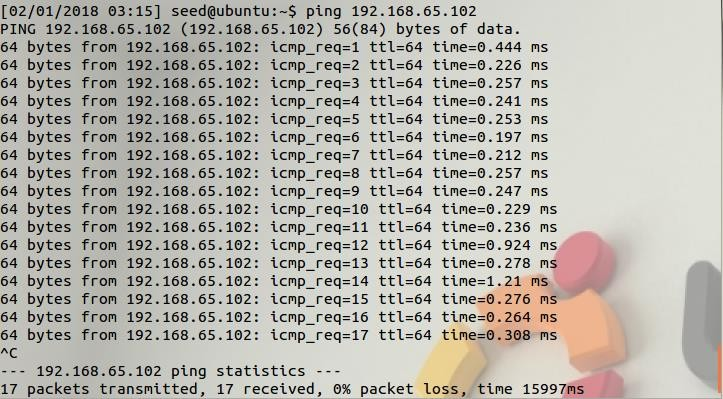 [02/01/2018 03:15] seed@ubuntu:~$ ping 192.168.65.102
PING 192.168.65.102 (192.168.65.102) 56(84) bytes of data.
64 bytes from 192.168.65.102: icmp_req=1 ttl=64 time=0.444 ms
64 bytes from 192.168.65.102: icmp_req=2 ttl=64 time=0.226 ms
64 bytes from 192.168.65.102: icmp_req=3 ttl=64 time=0.257 ms
64 bytes from 192.168.65.102: icmp_req=4 ttl=64 time=0.241 ms
64 bytes from 192.168.65.102: icmp_req=5 ttl=64 time=0.253 ms
64 bytes from 192.168.65.102: icmp_req=6 ttl=64 time=0.197 ms
64 bytes from 192.168.65.102: icmp_req=7 ttl=64 time=0.212 ms
64 bytes from 192.168.65.102: icmp_req=8 ttl=64 time=0.257 ms
64 bytes from 192.168.65.102: icmp_req=9 ttl=64 time=0.247 ms
64 bytes from 192.168.65.102: icmp_req=10 ttl=64 time=0.229 ms
64 bytes from 192.168.65.102: icmp_req=11 ttl=64 time=0.236 ms
64 bytes from 192.168.65.102: icmp_req=12 ttl=64 time=0.924 ms
64 bytes from 192.168.65.102: icmp_req=13 ttl=64 time=0.278 ms
64 bytes from 192.168.65.102: icmp_req=14 ttl=64 time=1.21 ms
64 bytes from 192.168.65.102: icmp_req=15 ttl=64 time=0.276 ms
64 bytes from 192.168.65.102: icmp_req=16 ttl=64 time=0.264 ms
64 bytes from 192.168.65.102: icmp_req=17 ttl=64 time=0.308 ms
^C
--- 192.168.65.102 ping statistics ---
17 packets transmitted, 17 received, 0% packet loss, time 15997ms